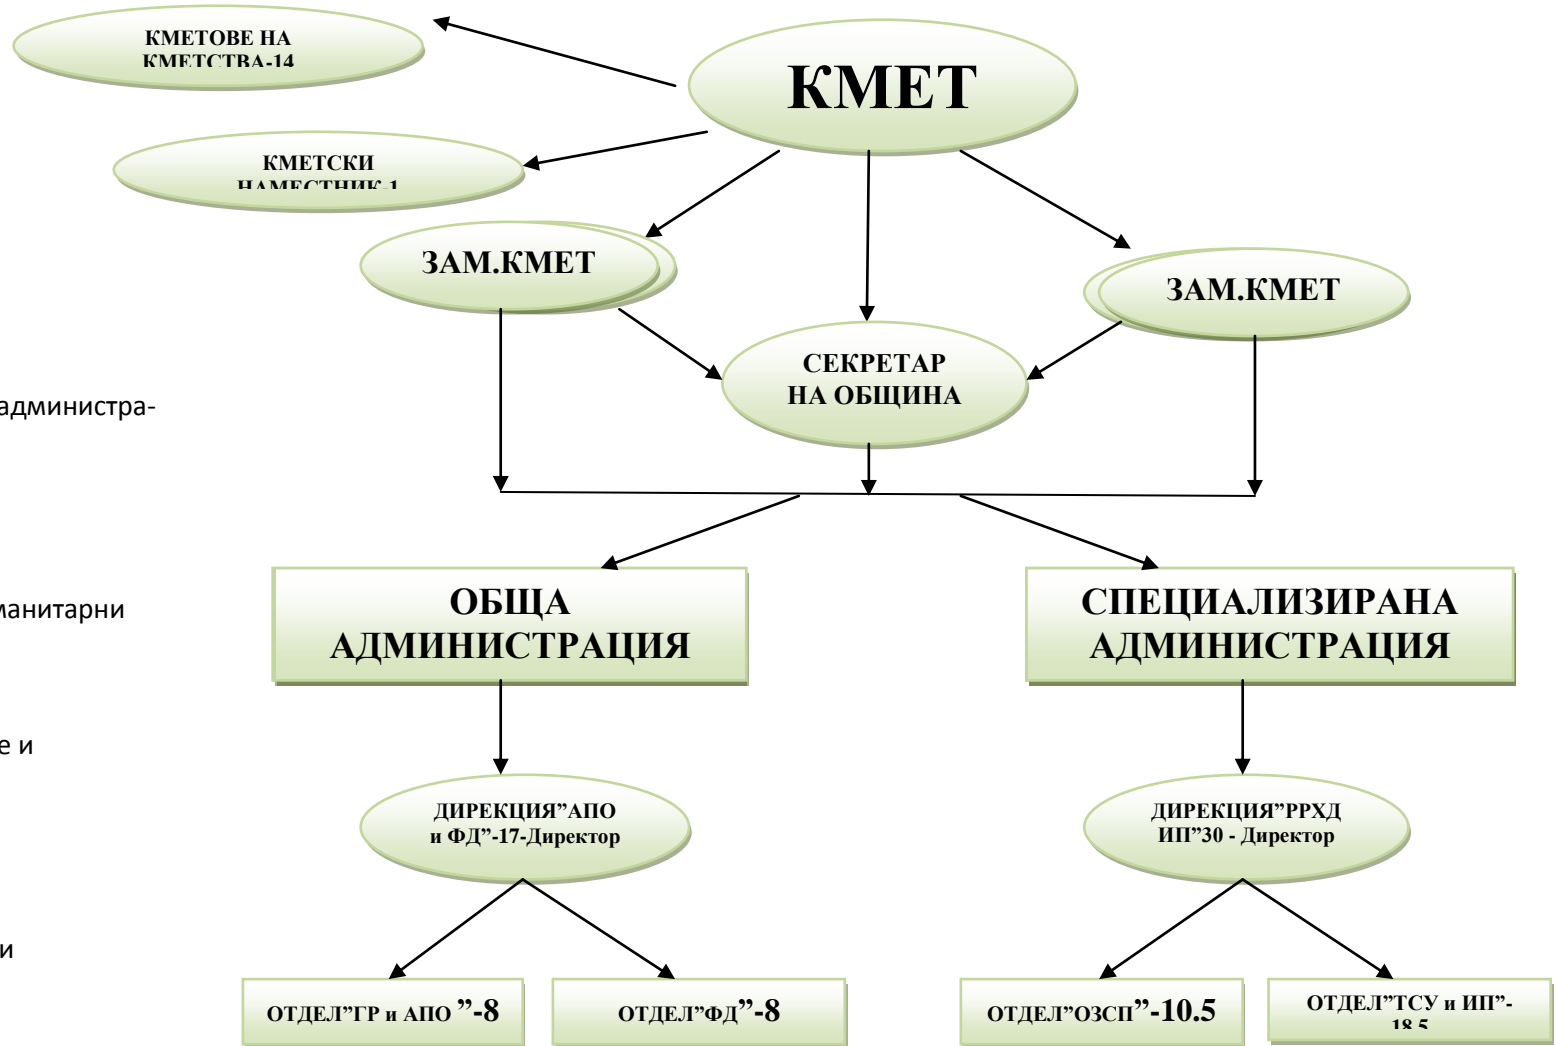 КМЕТОВЕ НА
КМЕТСТВА-14
КМЕТ
КМЕТСКИ
НАМЕСТНИК-1
ЗАМ.КМЕТ
ЗАМ.КМЕТ
СЕКРЕТАР
НА ОБЩИНА
администра-
ОБЩА
АДМИНИСТРАЦИЯ
СПЕЦИАЛИЗИРАНА
АДМИНИСТРАЦИЯ
манитарни
е и
ДИРЕКЦИЯ”АПО
и ФД”-17-Директор
ДИРЕКЦИЯ”РРХД
ИП”30 - Директор
и
ОТДЕЛ”ГР и АПО ”-8
ОТДЕЛ”ФД”-8
ОТДЕЛ”ОЗСП”-10.5
ОТДЕЛ”ТСУ и ИП”-
18.5